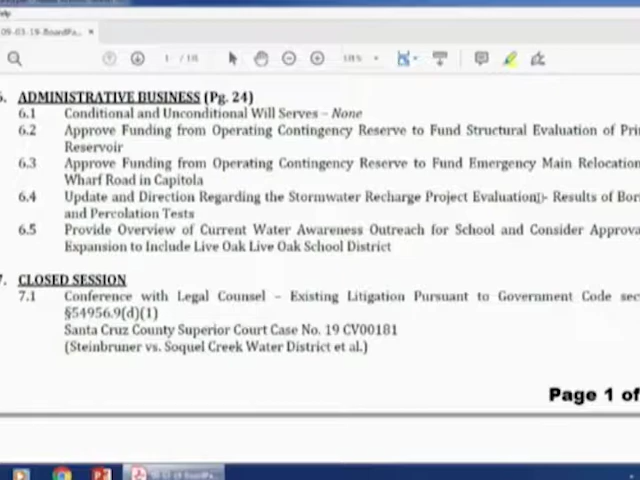 09-03-19-BoardPa...
1 / 18
6. ADMINISTRATIVE BUSINESS (Pg. 24)
6.1 Conditional and Unconditional Will Serves – None
6.2 Approve Funding from Operating Contingency Reserve to Fund Structural Evaluation of Pri
Reservoir
6.3 Approve Funding from Operating Contingency Reserve to Fund Emergency Main Relocation
Wharf Road in Capitola
6.4 Update and Direction Regarding the Stormwater Recharge Project Evaluation – Results of Bor
and Percolation Tests
6.5 Provide Overview of Current Water Awareness Outreach for School and Consider Approva
Expansion to Include Live Oak Live Oak School District
7. CLOSED SESSION
7.1 Conference with Legal Counsel – Existing Litigation Pursuant to Government Code sec
§54956.9(d)(1)
Santa Cruz County Superior Court Case No. 19 CV00181
(Steinbruner vs. Soquel Creek Water District et al.)
Page 1 of